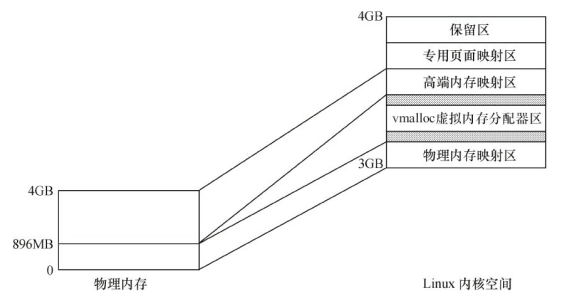 4GB
保留区
专用页面映射区
高端内存映射区
vmalloc虚拟内存分配器区
物理内存映射区
3GB
4GB
896MB
0
物理内存
Linux 内核空间